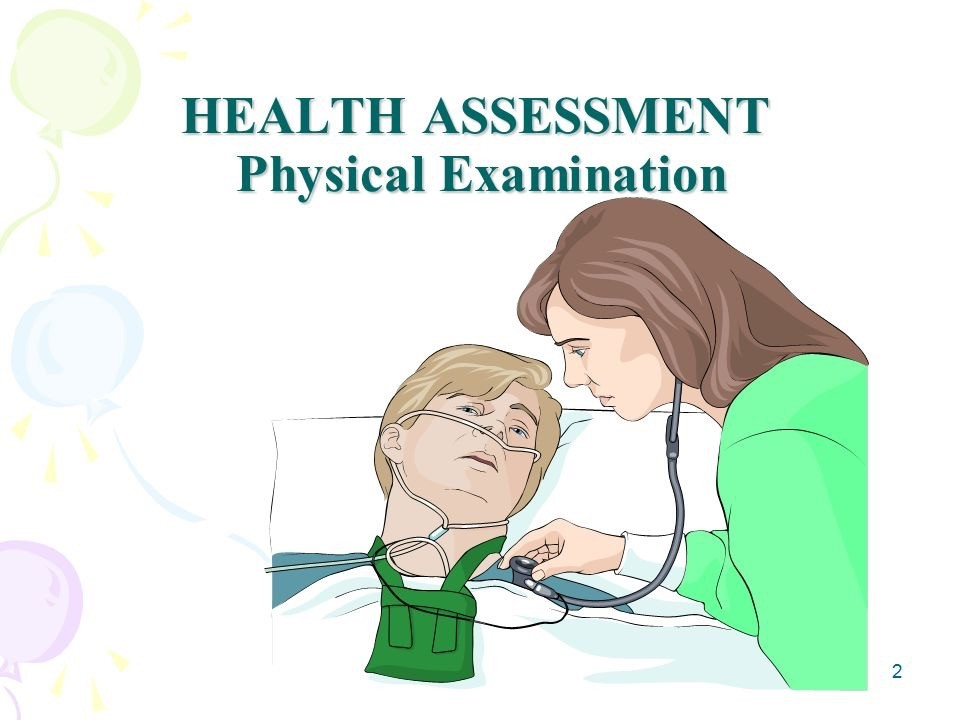 HEALTH ASSESSMENT
Physical Examination
2